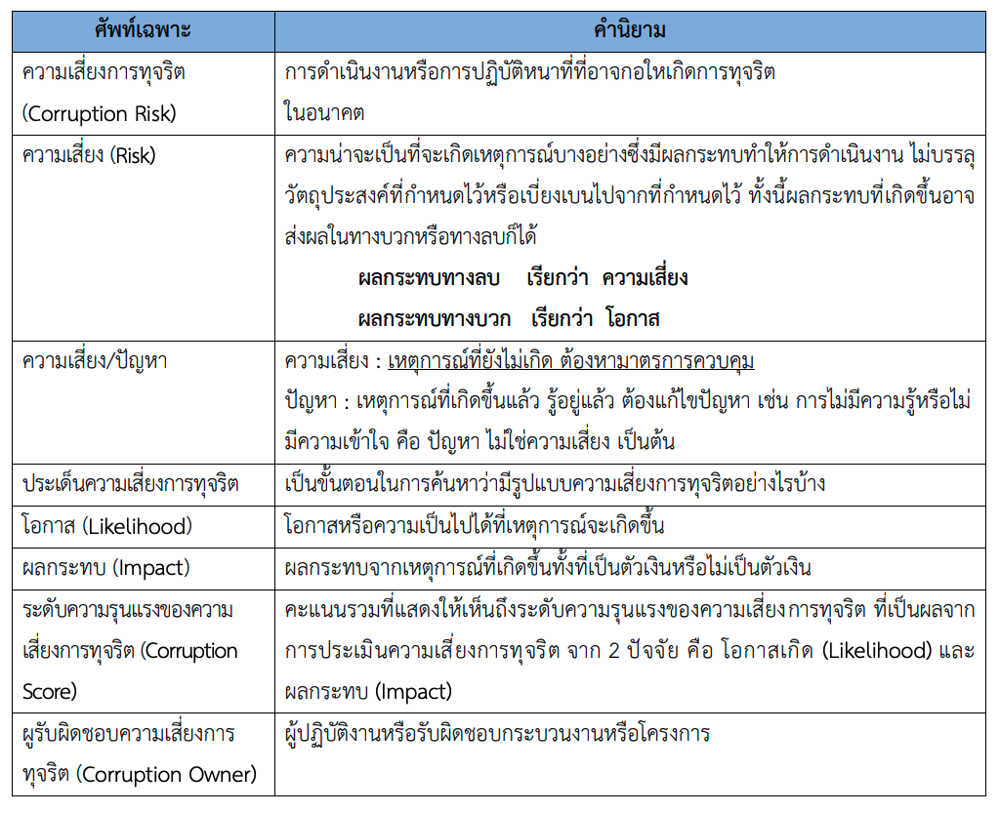 ศัพท์เฉพาะ
คำนิยาม
ความเสี่ยงการทุจริต
(Corruption Risk)
การดำเนินงานหรือการปฏิบัติหนาที่ที่อาจกอใหเกิดการทุจริต
ในอนาคต
ความเสี่ยง (Risk)
ความน่าจะเป็นที่จะเกิดเหตุการณ์บางอย่างซึ่งมีผลกระทบทำให้การดำเนินงาน ไม่บรรลุ
วัตถุประสงค์ที่กำหนดไว้หรือเบี่ยงเบนไปจากที่กำหนดไว้ ทั้งนี้ผลกระทบที่เกิดขึ้นอาจ
ส่งผลในทางบวกหรือทางลบก็ได้
ผลกระทบทางลบ เรียกว่า ความเสี่ยง
ผลกระทบทางบวก เรียกว่า โอกาส
ความเสี่ยง/ปัญหา
ความเสี่ยง : เหตุการณ์ที่ยังไม่เกิด ต้องหามาตรการควบคุม
ปัญหา : เหตุการณ์ที่เกิดขึ้นแล้ว รู้อยู่แล้ว ต้องแก้ไขปัญหา เช่น การไม่มีความรู้หรือไม่
มีความเข้าใจ คือ ปัญหา ไม่ใช่ความเสี่ยง เป็นต้น
ประเด็นความเสี่ยงการทุจริต
เป็นขั้นตอนในการค้นหาว่ามีรูปแบบความเสี่ยงการทุจริตอย่างไรบ้าง
โอกาส (Likelihood)
โอกาสหรือความเป็นไปได้ที่เหตุการณ์จะเกิดขึ้น
ผลกระทบ (Impact)
ผลกระทบจากเหตุการณ์ที่เกิดขึ้นทั้งที่เป็นตัวเงินหรือไม่เป็นตัวเงิน
ระดับความรุนแรงของความ
เสี่ยงการทุจริต (Corruption
Score)
คะแนนรวมที่แสดงให้เห็นถึงระดับความรุนแรงของความเสี่ยงการทุจริต ที่เป็นผลจาก
การประเมินความเสี่ยงการทุจริต จาก 2 ปัจจัย คือ โอกาสเกิด (Likelihood) และ
ผลกระทบ (Impact)
ผูรับผิดชอบความเสี่ยงการ
ทุจริต (Corruption Owner)
ผู้ปฏิบัติงานหรือรับผิดชอบกระบวนงานหรือโครงการ